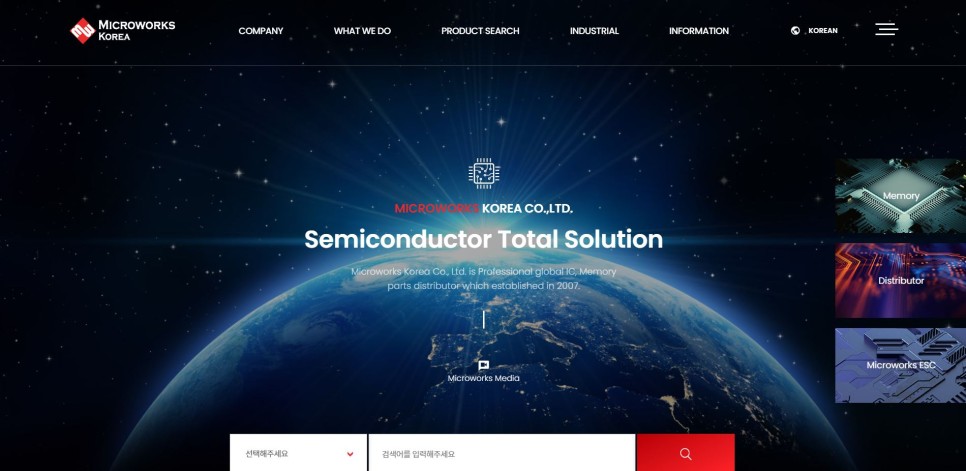 MICROWORKS
KOREA
COMPANY
WHAT WE DO
PRODUCT SEARCH
INDUSTRIAL
INFORMATION
KOREAN
MICROWORKS KOREA CO.,LTD.
Semiconductor Total Solution
Microworks Korea Co., Ltd. is Professional global IC, Memory
parts distributor which established in 2007.
Microworks Media
Memory
Distributor
Microworks ESC
선택해주세요
검색어를 입력해주세요